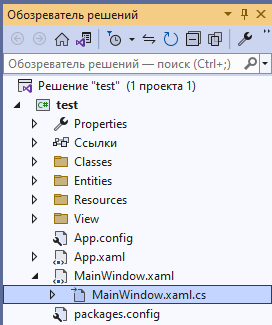 Обозреватель решений
Обозреватель решений — поиск (Ctrl+;)
Решение "test" (1 проекта 1)
C# test
Properties
Ссылки
Classes
Entities
Resources
View
App.config
App.xaml
MainWindow.xaml
MainWindow.xaml.cs
packages.config